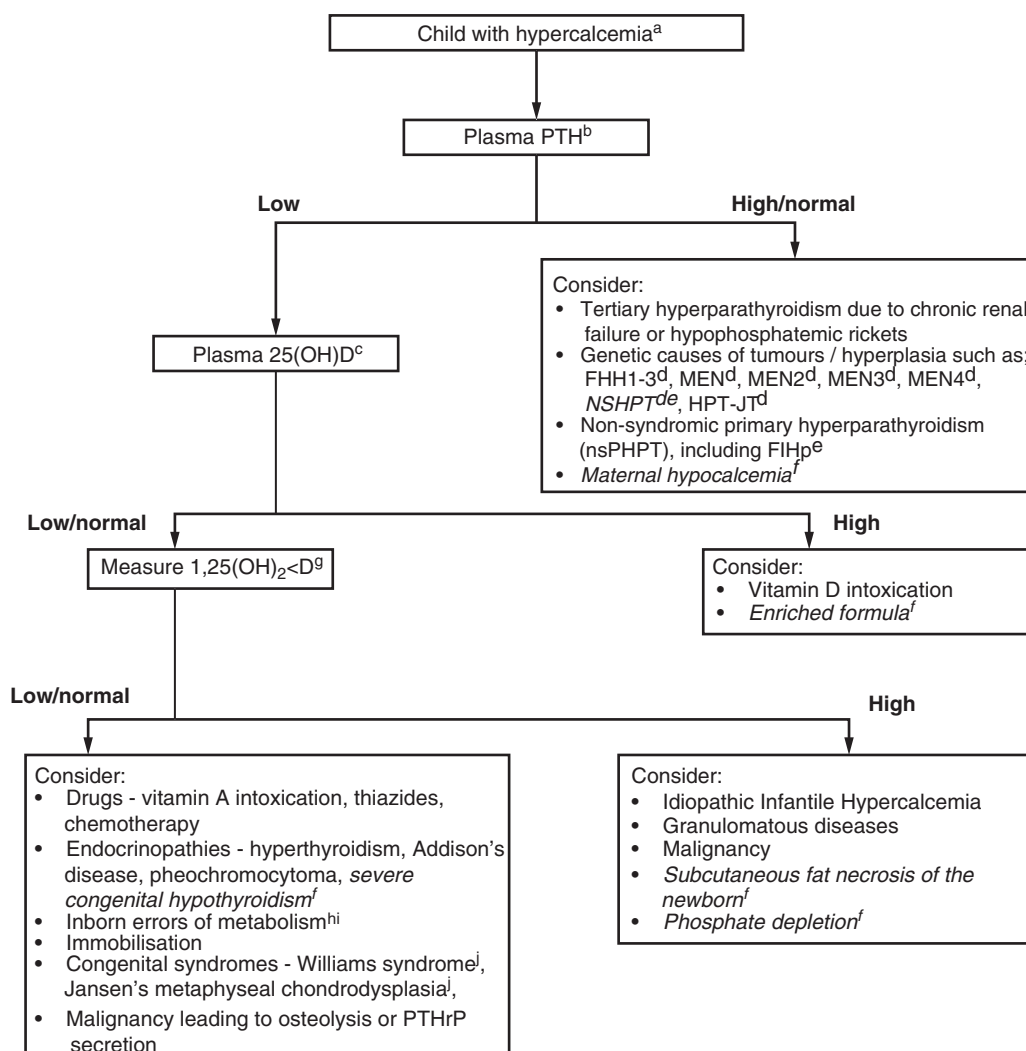 Child with hypercalcemiaᵃ
Plasma PTHᵇ
Low
High/normal
Consider:
• Tertiary hyperparathyroidism due to chronic renal
failure or hypophosphatemic rickets
• Genetic causes of tumours / hyperplasia such as;
FHH1-3ᵈ, MENᵈ, MEN2ᵈ, MEN3ᵈ, MEN4ᵈ,
NSHPTᵈᵉ, HPT-JTᵈ
• Non-syndromic primary hyperparathyroidism
(nsPHPT), including FIHpᵉ
• Maternal hypocalcemiaᶠ
Plasma 25(OH)Dᶜ
Low/normal
High
Measure 1,25(OH)₂<Dᵍ
Consider:
• Vitamin D intoxication
• Enriched formulaᶠ
Low/normal
High
Consider:
• Drugs - vitamin A intoxication, thiazides,
chemotherapy
• Endocrinopathies - hyperthyroidism, Addison's
disease, pheochromocytoma, severe
congenital hypothyroidismᶠ
• Inborn errors of metabolismʰⁱ
• Immobilisation
• Congenital syndromes - Williams syndromeʲ,
Jansen's metaphyseal chondrodysplasiaʲ,
• Malignancy leading to osteolysis or PTHrP
secretion
Consider:
• Idiopathic Infantile Hypercalcemia
• Granulomatous diseases
• Malignancy
• Subcutaneous fat necrosis of the
newbornᶠ
• Phosphate depletionᶠ